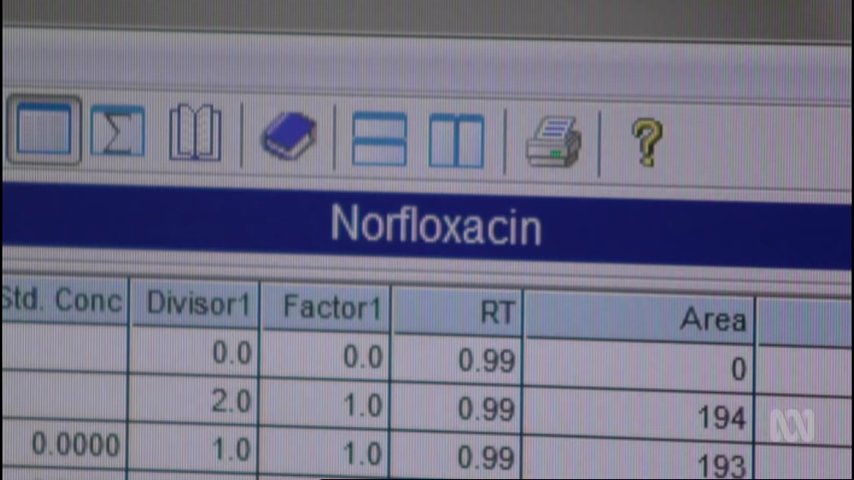 Norfloxacin
Std. Conc Divisor1 Factor1 RT Area
0.0 0.0 0.99 0
2.0 1.0 0.99 194
0.0000 1.0 1.0 0.99 193